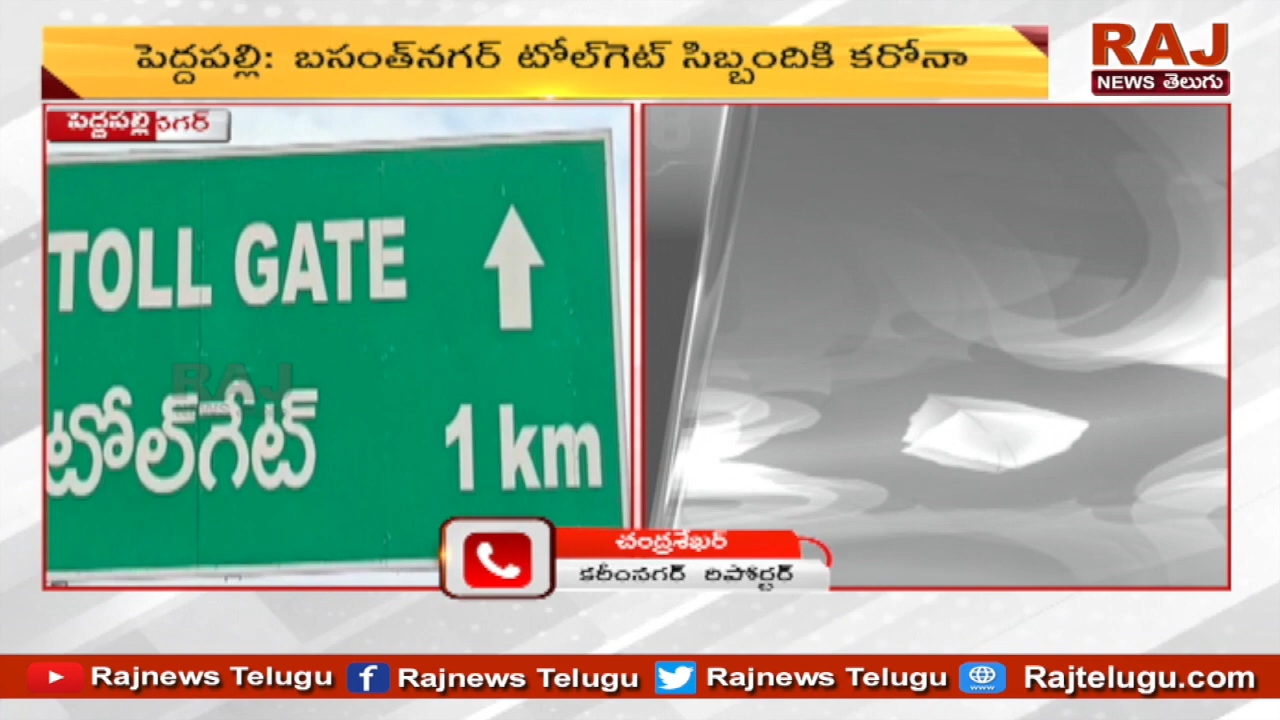 పెద్దపల్లి: బసంత్‌నగర్ టోల్‌గెట్ సిబ్బందికి కరోనా
RAJ
NEWS తెలుగు
పెద్దపల్లి నగర్
TOLL GATE
RAJ
టోల్‌గేట్ 1 km
చంద్రశేఖర్
కరీంనగర్ రిపోర్టర్
Rajnews Telugu Rajnews Telugu Rajnews Telugu Rajtelugu.com